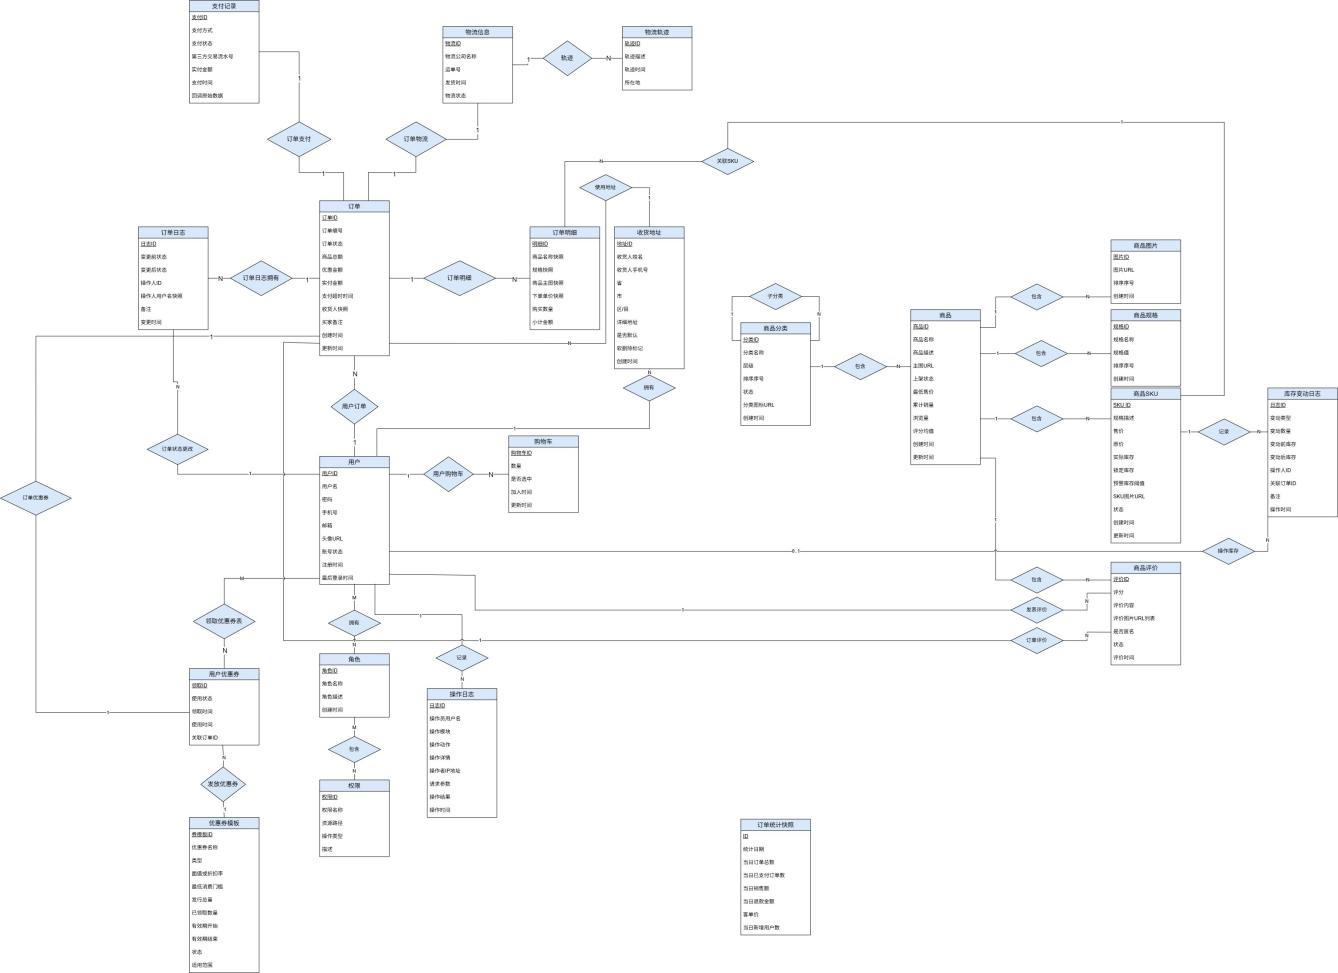 支付记录
支付ID
支付方式
支付状态
第三方交易流水号
实付金额
支付时间
回调原始数据
1
订单支付
1
物流信息
物流ID
物流公司名称
运单号
发货时间
物流状态
1
轨迹
N
物流轨迹
轨迹ID
轨迹描述
轨迹时间
所在地
1
订单物流
1
订单
订单ID
订单编号
订单状态
商品总额
优惠金额
实付金额
支付超时时间
收货人快照
买家备注
创建时间
更新时间
订单日志
日志ID
变更前状态
变更后状态
操作人ID
操作人用户名快照
备注
变更时间
N
订单日志拥有
1
1
订单明细
N
订单明细
明细ID
商品名称快照
规格快照
商品主图快照
下单单价快照
购买数量
小计金额
N
关联SKU
1
使用地址
1
N
收货地址
地址ID
收货人姓名
收货人手机号
省
市
区/县
详细地址
是否默认
软删除标记
创建时间
N
拥有
1
子分类
1
N
商品分类
分类ID
分类名称
层级
排序序号
状态
分类图标URL
创建时间
1
包含
N
商品
商品ID
商品名称
商品描述
主图URL
上架状态
最低售价
累计销量
浏览量
评分均值
创建时间
更新时间
1
包含
N
商品图片
图片ID
图片URL
排序序号
创建时间
1
包含
N
商品规格
规格ID
规格名称
规格值
排序序号
创建时间
1
包含
N
商品SKU
SKU ID
规格描述
售价
原价
实际库存
锁定库存
预警库存阈值
SKU图片URL
状态
创建时间
更新时间
1
记录
N
库存变动日志
日志ID
变动类型
变动数量
变动前库存
变动后库存
操作人ID
关联订单ID
备注
操作时间
N
操作库存
0..1
1
订单优惠券
1
N
订单状态更改
1
N
用户订单
1
用户
用户ID
用户名
密码
手机号
邮箱
头像URL
账号状态
注册时间
最后登录时间
1
用户购物车
N
购物车
购物车ID
数量
是否选中
加入时间
更新时间
1
包含
N
1
发表评价
N
1
订单评价
N
商品评价
评价ID
评分
评价内容
评价图片URL列表
是否匿名
状态
评价时间
M
领取优惠券表
N
用户优惠券
领取ID
使用状态
领取时间
使用时间
关联订单ID
N
发放优惠券
1
优惠券模板
券模板ID
优惠券名称
类型
面值或折扣率
最低消费门槛
发行总量
已领取数量
有效期开始
有效期结束
状态
适用范围
M
拥有
N
角色
角色ID
角色名称
角色描述
创建时间
M
包含
N
权限
权限ID
权限名称
资源路径
操作类型
描述
1
记录
N
操作日志
日志ID
操作员用户名
操作模块
操作动作
操作详情
操作者IP地址
请求参数
操作结果
操作时间
订单统计快照
ID
统计日期
当日订单总数
当日已支付订单数
当日销售额
当日退款金额
客单价
当日新增用户数